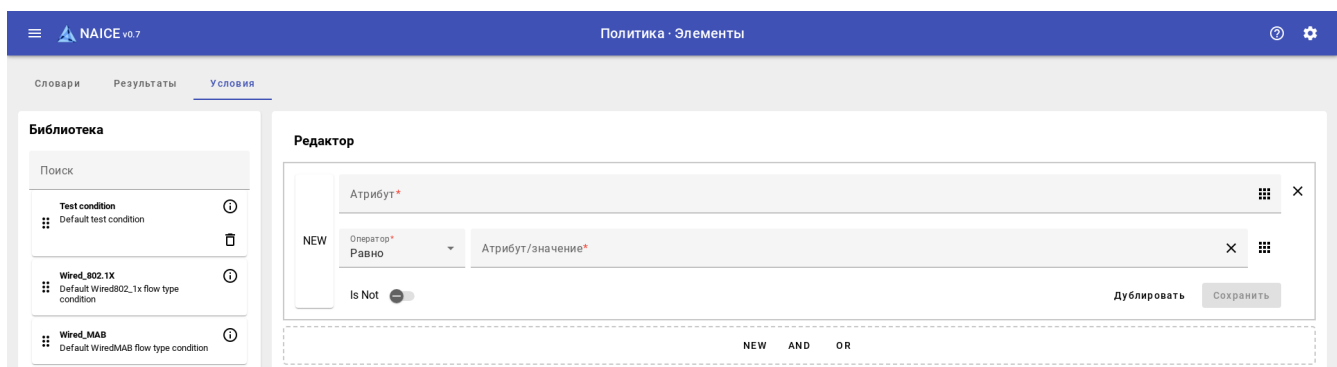 NAICE v0.7
Политика · Элементы
Словари Результаты Условия
Библиотека
Поиск
Test condition
Default test condition
Wired_802.1X
Default Wired802_1x flow type
condition
Wired_MAB
Default WiredMAB flow type condition
Редактор
Атрибут*
NEW
Оператор*
Равно
Атрибут/значение*
Is Not
Дублировать
Сохранить
NEW AND OR